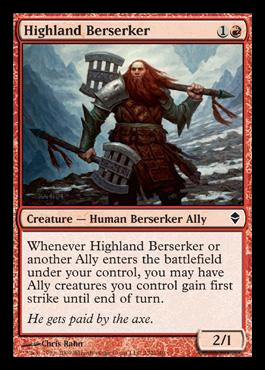 Highland Berserker 1
Creature — Human Berserker Ally
Whenever Highland Berserker or
another Ally enters the battlefield
under your control, you may have
Ally creatures you control gain first
strike until end of turn.
He gets paid by the axe.
Chris Rahn
2/1